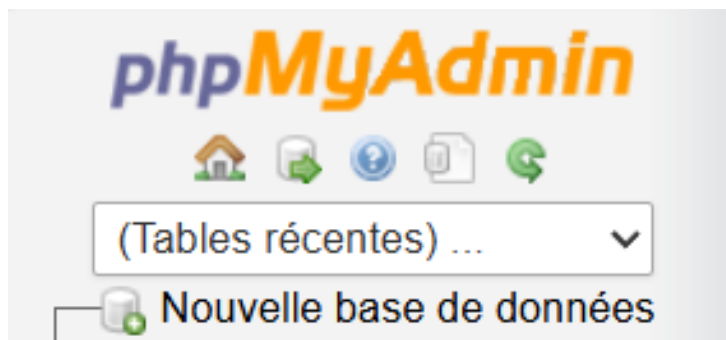 phpMyAdmin
(Tables récentes) ...
Nouvelle base de données